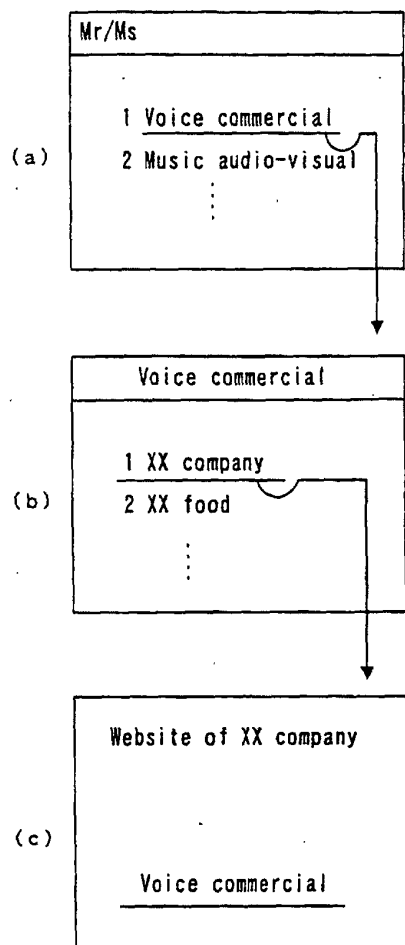 Mr/Ms
1 Voice commercial
(a)
2 Music audio-visual
Voice commercial
1 XX company
(b)
2 XX food
Website of XX company
(c)
Voice commercial